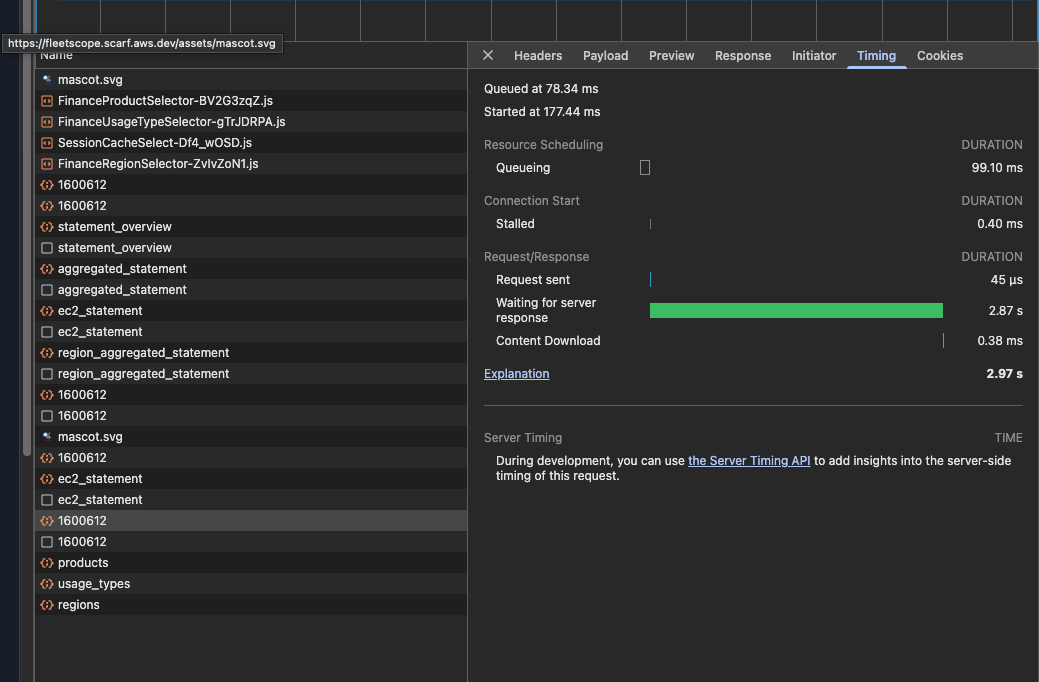 https://fleetscope.scarf.aws.dev/assets/mascot.svg
Name
mascot.svg
FinanceProductSelector-BV2G3zqZ.js
FinanceUsageTypeSelector-gTrJDRPA.js
SessionCacheSelect-Df4_wOSD.js
FinanceRegionSelector-ZvIvZoN1.js
1600612
1600612
statement_overview
statement_overview
aggregated_statement
aggregated_statement
ec2_statement
ec2_statement
region_aggregated_statement
region_aggregated_statement
1600612
1600612
mascot.svg
1600612
ec2_statement
ec2_statement
1600612
1600612
products
usage_types
regions
Headers Payload Preview Response Initiator Timing Cookies
Queued at 78.34 ms
Started at 177.44 ms
Resource Scheduling DURATION
Queueing 99.10 ms
Connection Start DURATION
Stalled 0.40 ms
Request/Response DURATION
Request sent 45 μs
Waiting for server
response 2.87 s
Content Download 0.38 ms
Explanation 2.97 s
Server Timing TIME
During development, you can use the Server Timing API to add insights into the server-side
timing of this request.